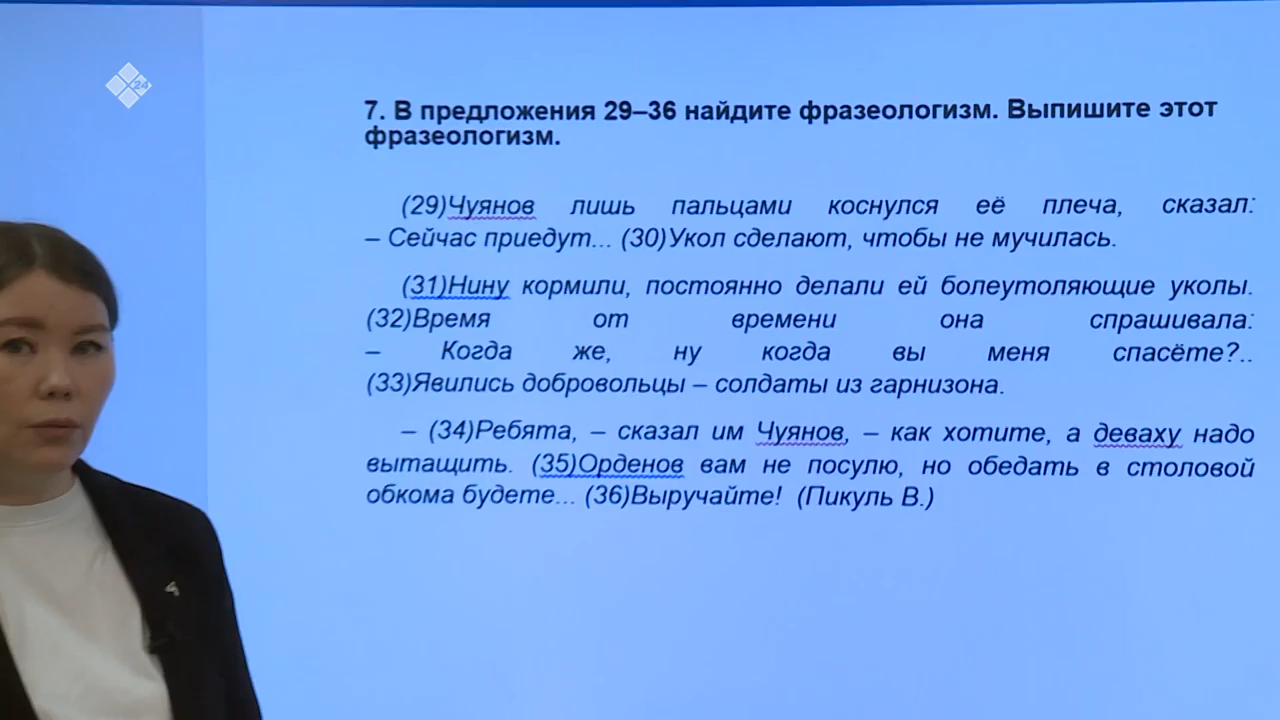 24
7. В предложения 29–36 найдите фразеологизм. Выпишите этот
фразеологизм.
(29)Чуянов лишь пальцами коснулся её плеча, сказал:
– Сейчас приедут... (30)Укол сделают, чтобы не мучилась.
(31)Нину кормили, постоянно делали ей болеутоляющие уколы.
(32)Время от времени она спрашивала:
– Когда же, ну когда вы меня спасёте?..
(33)Явились добровольцы – солдаты из гарнизона.
– (34)Ребята, – сказал им Чуянов, – как хотите, а деваху надо
вытащить. (35)Орденов вам не посулю, но обедать в столовой
обкома будете... (36)Выручайте! (Пикуль В.)